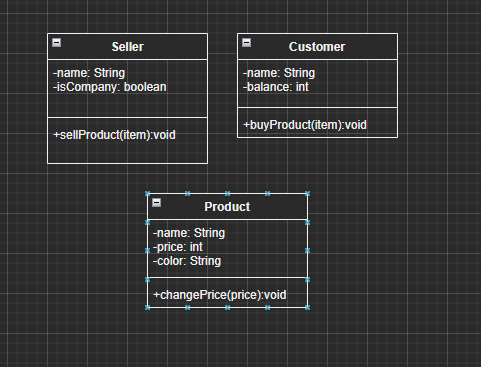 Seller
-name: String
-isCompany: boolean
+sellProduct(item):void
Customer
-name: String
-balance: int
+buyProduct(item):void
Product
-name: String
-price: int
-color: String
+changePrice(price):void